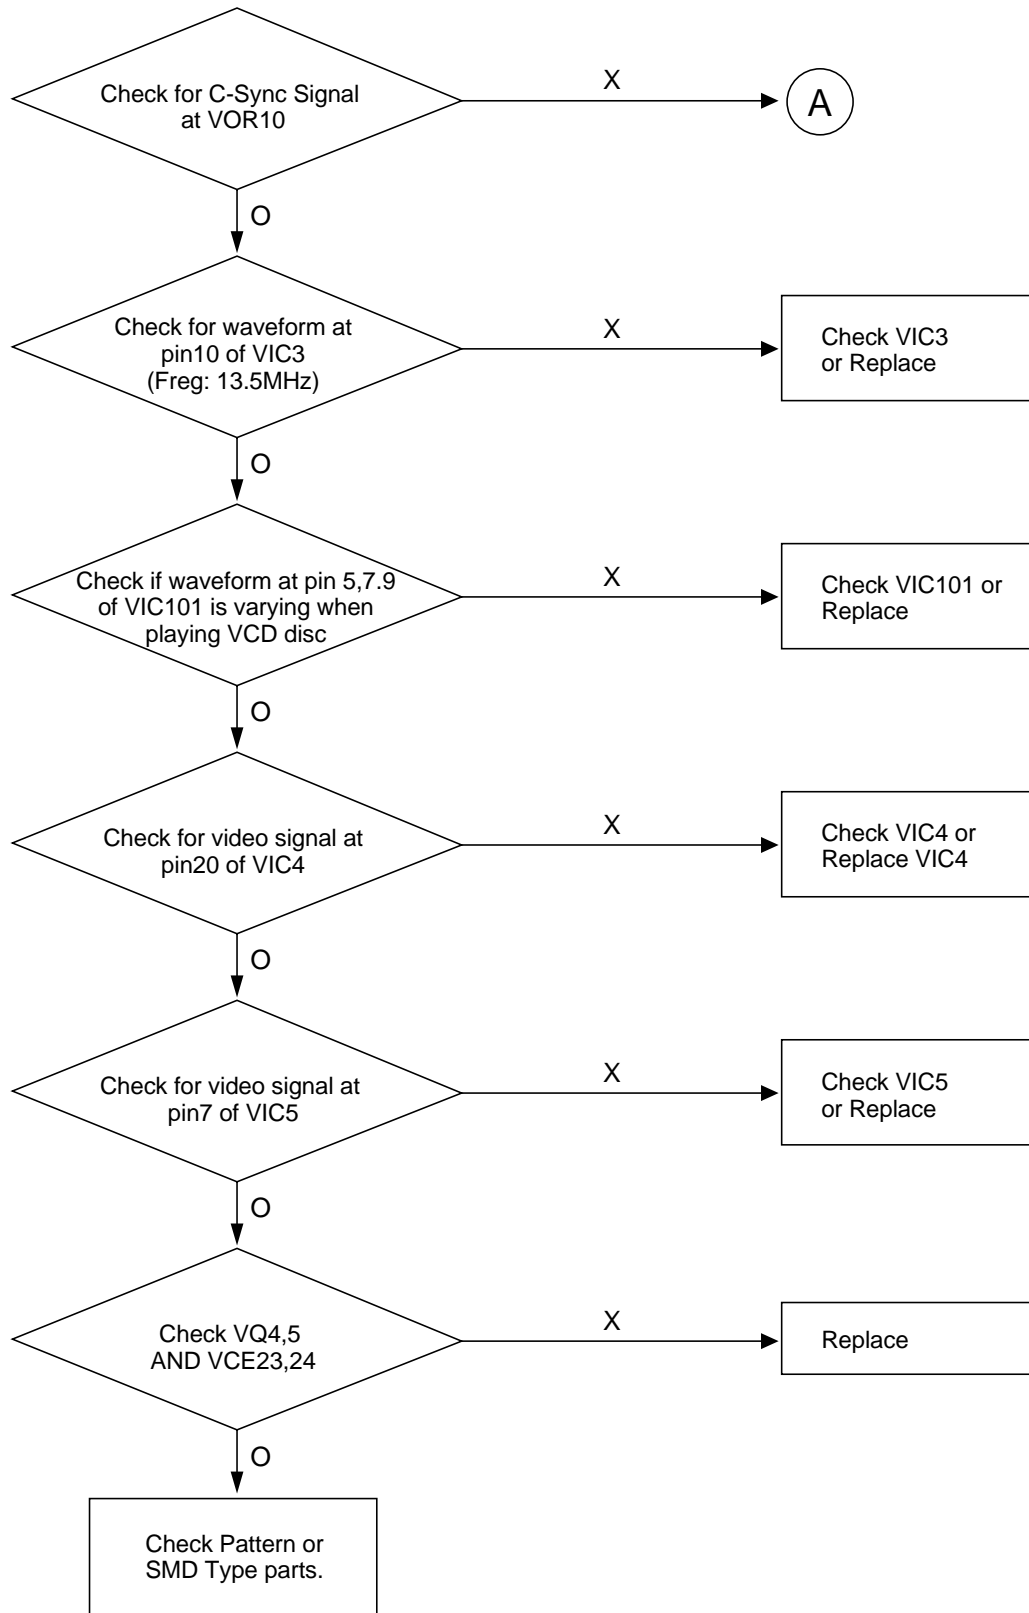 Check for C-Sync Signal
at VOR10
X
A
O
Check for waveform at
pin10 of VIC3
(Freg: 13.5MHz)
X
Check VIC3
or Replace
O
Check if waveform at pin 5,7.9
of VIC101 is varying when
playing VCD disc
X
Check VIC101 or
Replace
O
Check for video signal at
pin20 of VIC4
X
Check VIC4 or
Replace VIC4
O
Check for video signal at
pin7 of VIC5
X
Check VIC5
or Replace
O
Check VQ4,5
AND VCE23,24
X
Replace
O
Check Pattern or
SMD Type parts.